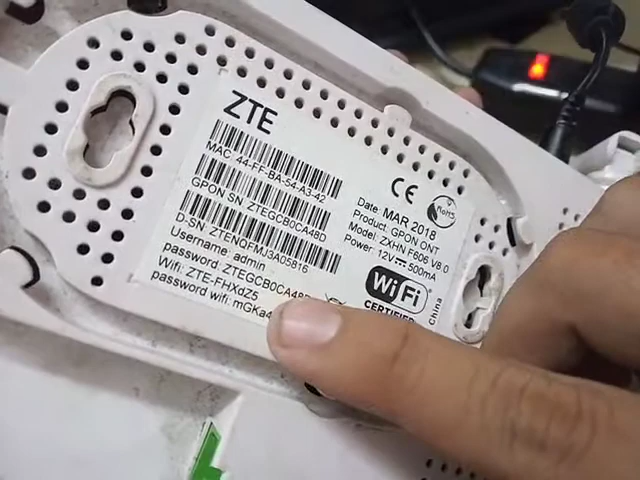 ZTE
MAC 44-FF-BA-54-A3-42
GPON SN ZTEGCB0CA48D
D-SN ZTENQFMJ3A05816
Username: admin
password: ZTEGCB0CA48D
Wifi: ZTE-FHXdZ5
password wifi:
CE
RoHS
Date: MAR 2018
Product: GPON ONT
Model: ZXHN F606 V8.0
Power: 12V 500mA
WiFi
CERTIFIED
China